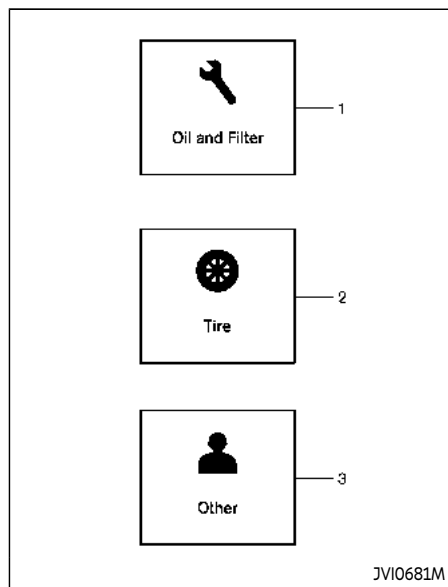 Oil and Filter
1
Tire
2
Other
3
JVI0681M